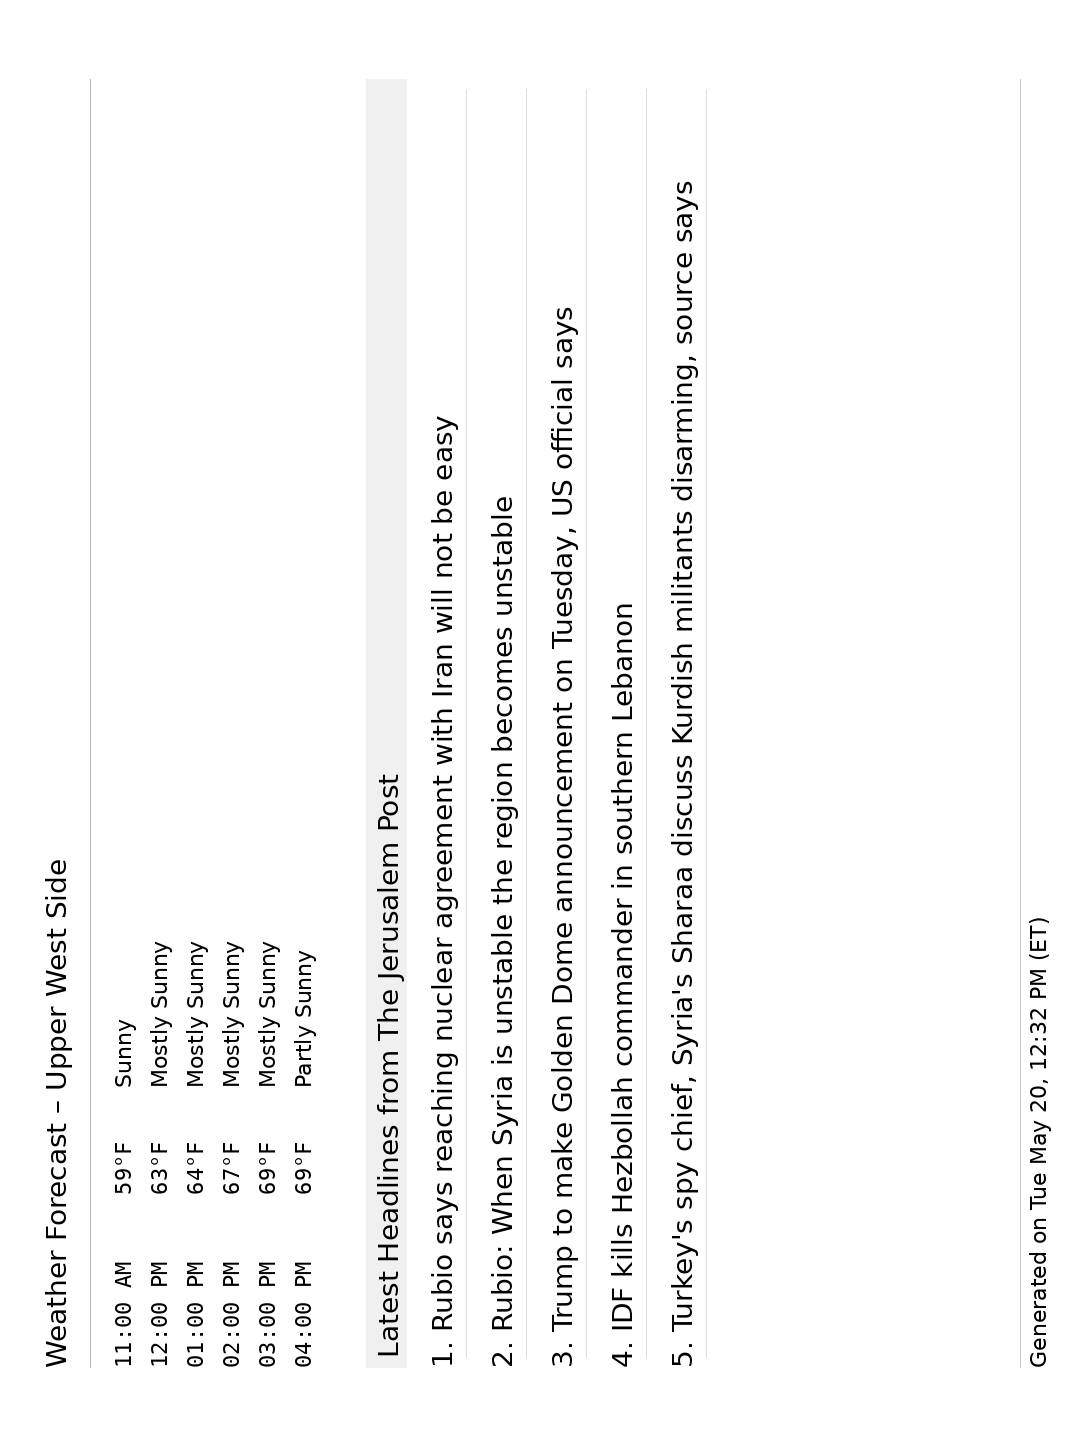 Weather Forecast – Upper West Side
11:00 AM 59°F Sunny
12:00 PM 63°F Mostly Sunny
01:00 PM 64°F Mostly Sunny
02:00 PM 67°F Mostly Sunny
03:00 PM 69°F Mostly Sunny
04:00 PM 69°F Partly Sunny
Latest Headlines from The Jerusalem Post
1. Rubio says reaching nuclear agreement with Iran will not be easy
2. Rubio: When Syria is unstable the region becomes unstable
3. Trump to make Golden Dome announcement on Tuesday, US official says
4. IDF kills Hezbollah commander in southern Lebanon
5. Turkey's spy chief, Syria's Sharaa discuss Kurdish militants disarming, source says
Generated on Tue May 20, 12:32 PM (ET)